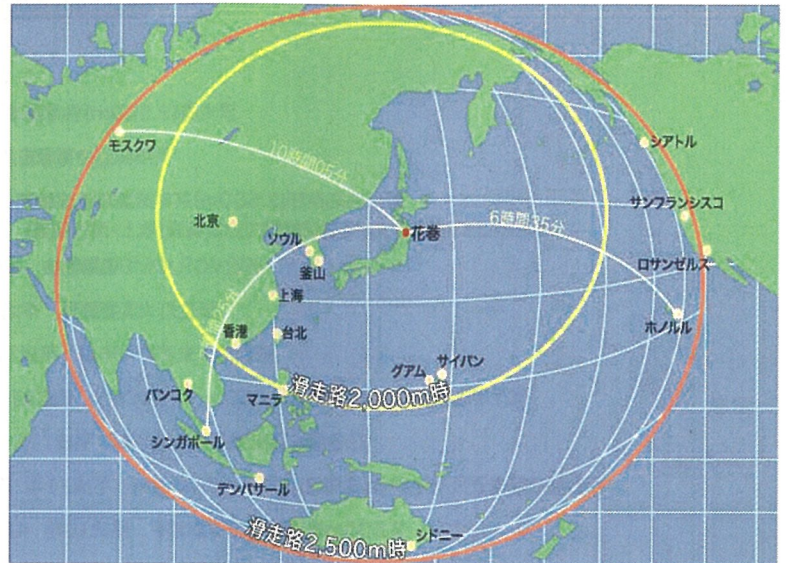 シアトル
モスクワ
10時間05分
サンフランシスコ
北京
ソウル
花巻
6時間35分
釜山
ロサンゼルス
上海
ホノルル
香港
台北
サイパン
グアム
バンコク
マニラ
滑走路2,000m時
シンガポール
デンパサール
滑走路2,500m時
シドニー